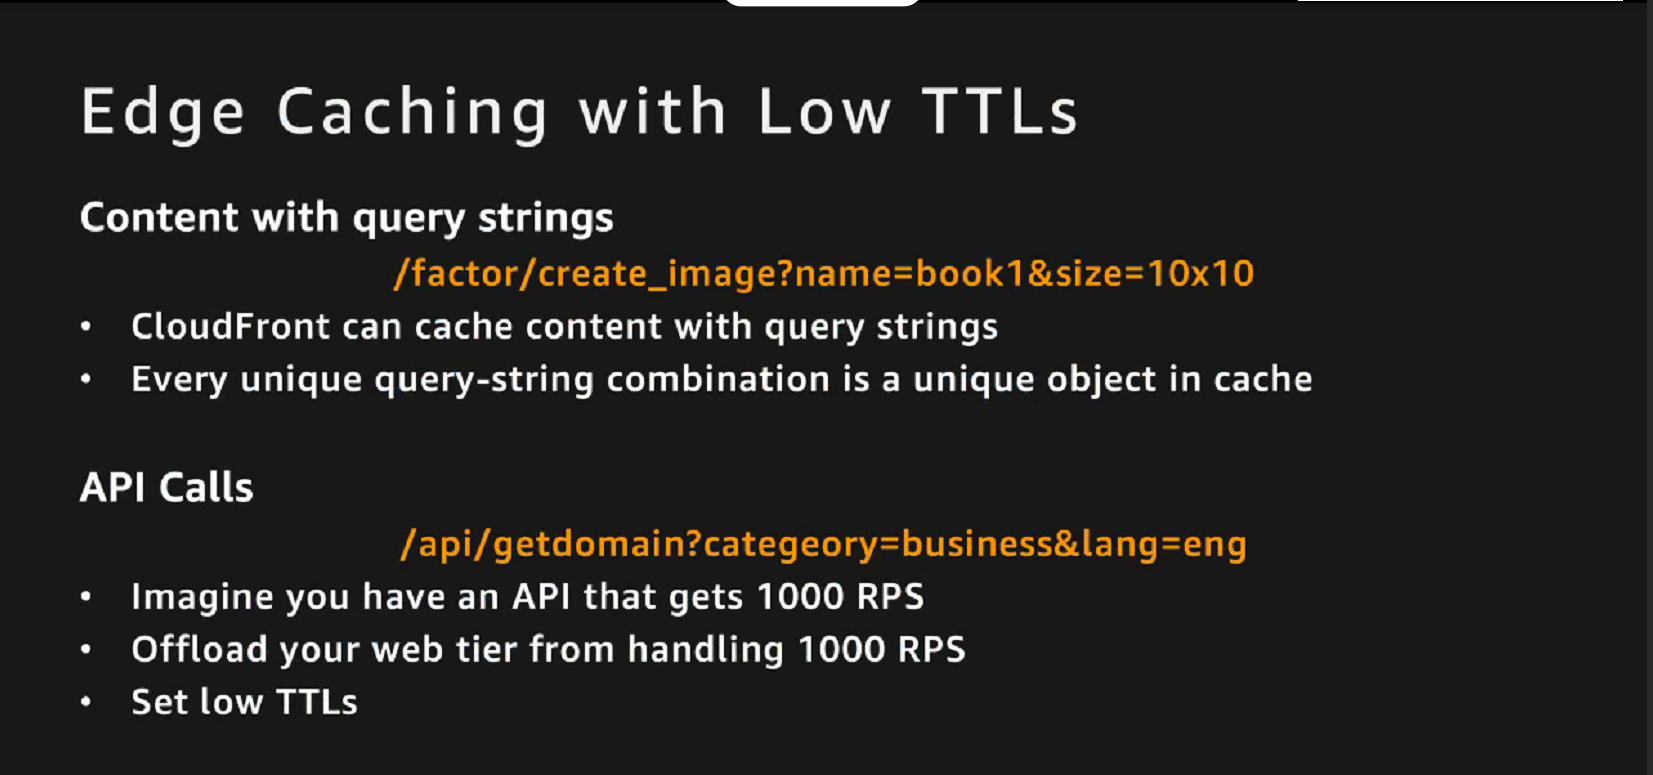 Edge Caching with Low TTLs
Content with query strings
/factor/create_image?name=book1&size=10x10
• CloudFront can cache content with query strings
• Every unique query-string combination is a unique object in cache
API Calls
/api/getdomain?categeory=business&lang=eng
• Imagine you have an API that gets 1000 RPS
• Offload your web tier from handling 1000 RPS
• Set low TTLs